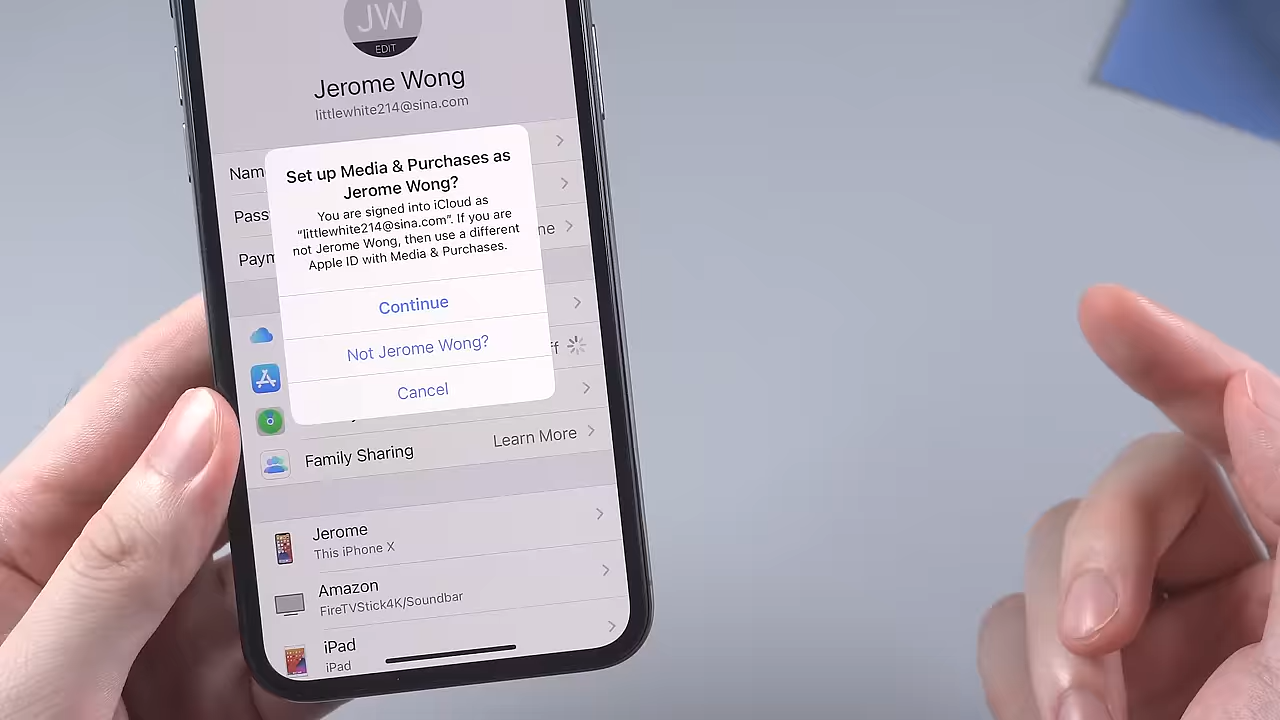 JW
EDIT
Jerome Wong
littlewhite214@sina.com
Set up Media & Purchases as
Jerome Wong?
You are signed into iCloud as
“littlewhite214@sina.com”. If you are
not Jerome Wong, then use a different
Apple ID with Media & Purchases.
Continue
Not Jerome Wong?
Cancel
Nam
Pass
Paym
ne
ff
Family Sharing
Learn More
Jerome
This iPhone X
Amazon
FireTVStick4K/Soundbar
iPad
iPad